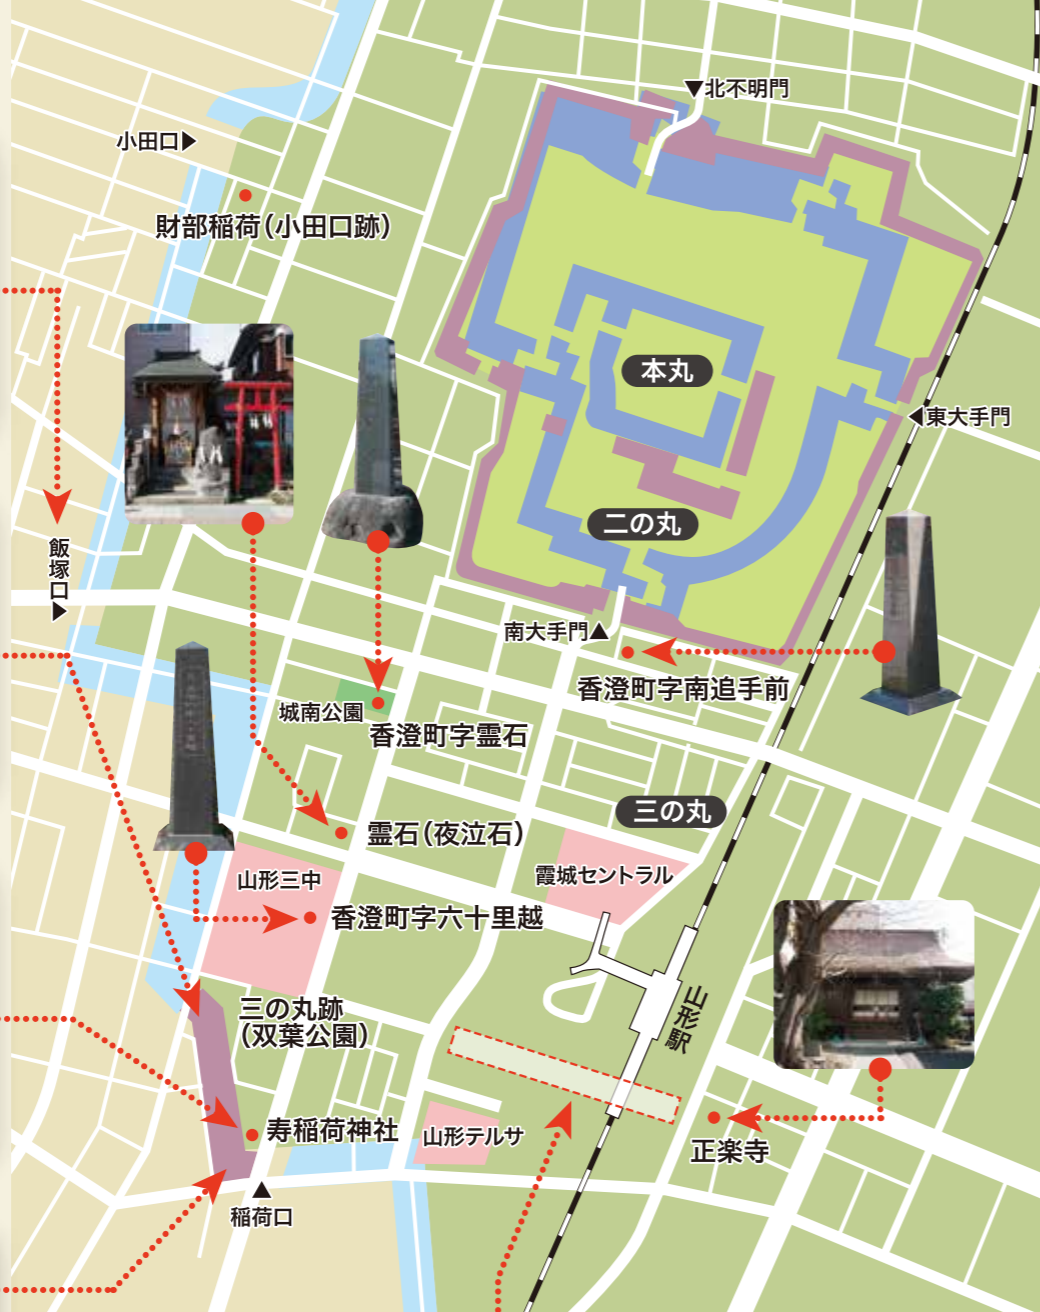 ▼北不明門
小田口▶
財部稲荷（小田口跡）
本丸
◀東大手門
二の丸
飯塚口▶
南大手門▲
香澄町字南追手前
城南公園
香澄町字霊石
三の丸
霊石（夜泣石）
霞城セントラル
山形三中
香澄町字六十里越
三の丸跡
（双葉公園）
山形駅
寿稲荷神社
山形テルサ
正楽寺
▲
稲荷口